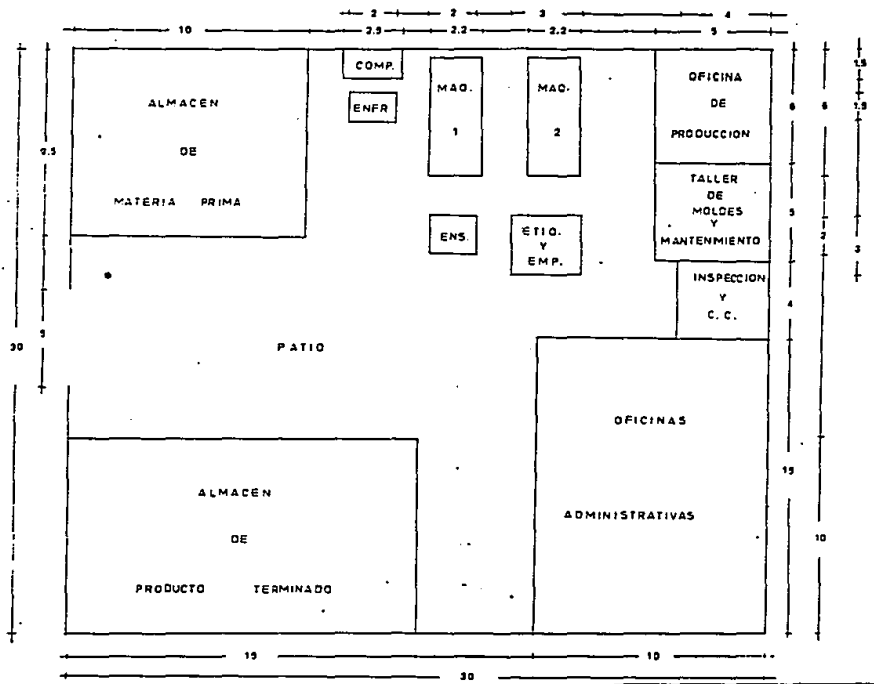 2 2 3 4
10 2.5 2.2 2.2 5
COMP.
ENFR
MAQ.
1
MAQ.
2
OFICINA
DE
PRODUCCION
ALMACEN
DE
MATERIA PRIMA
TALLER
DE
MOLDES
Y
MANTENMIENTO
ENS.
ETIQ.
Y
EMP.
INSPECCION
Y
C. C.
PATIO
OFICINAS
ADMINISTRATIVAS
ALMACEN
DE
PRODUCTO TERMINADO
9.5
5
30
6
5
4
15
6
2
10
1.5
1.5
3
15 10
30